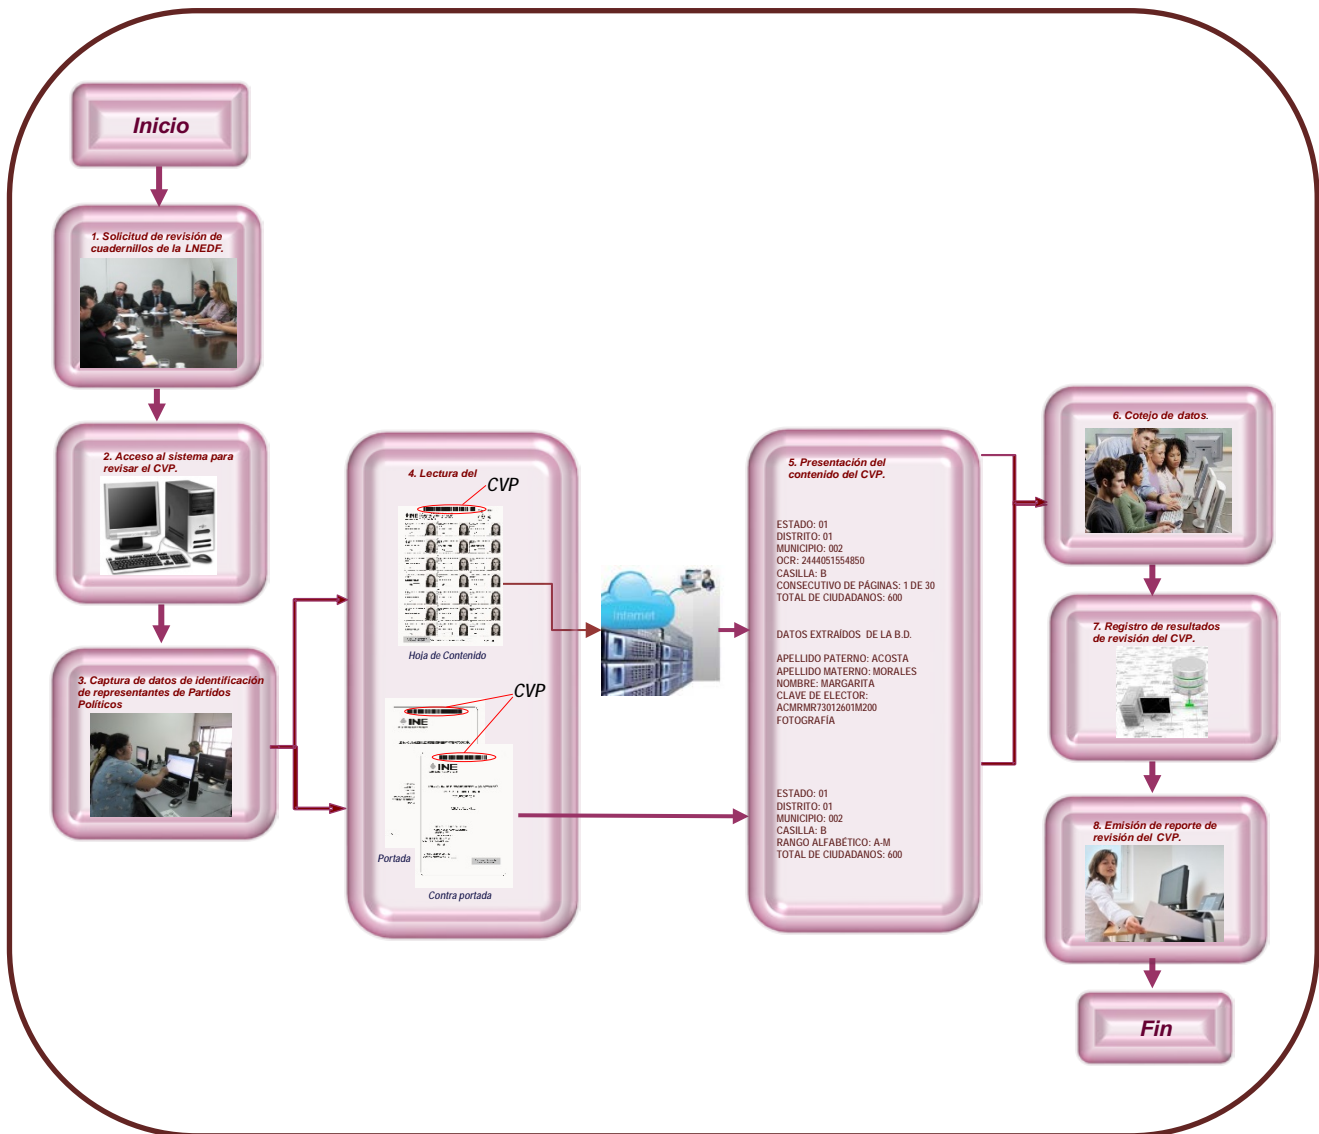 Inicio
1. Solicitud de revisión de
cuadernillos de la LNEDF.
2. Acceso al sistema para
revisar el CVP.
3. Captura de datos de identificación
de representantes de Partidos
Políticos
4. Lectura del
CVP
INE
Hoja de Contenido
CVP
INE
INE
Portada
Contra portada
Internet
5. Presentación del
contenido del CVP.
ESTADO: 01
DISTRITO: 01
MUNICIPIO: 002
OCR: 2444051554850
CASILLA: B
CONSECUTIVO DE PÁGINAS: 1 DE 30
TOTAL DE CIUDADANOS: 600
DATOS EXTRAÍDOS DE LA B.D.
APELLIDO PATERNO: ACOSTA
APELLIDO MATERNO: MORALES
NOMBRE: MARGARITA
CLAVE DE ELECTOR:
ACMRMR73012601M200
FOTOGRAFÍA
ESTADO: 01
DISTRITO: 01
MUNICIPIO: 002
CASILLA: B
RANGO ALFABÉTICO: A-M
TOTAL DE CIUDADANOS: 600
6. Cotejo de datos.
7. Registro de resultados
de revisión del CVP.
8. Emisión de reporte de
revisión del CVP.
Fin